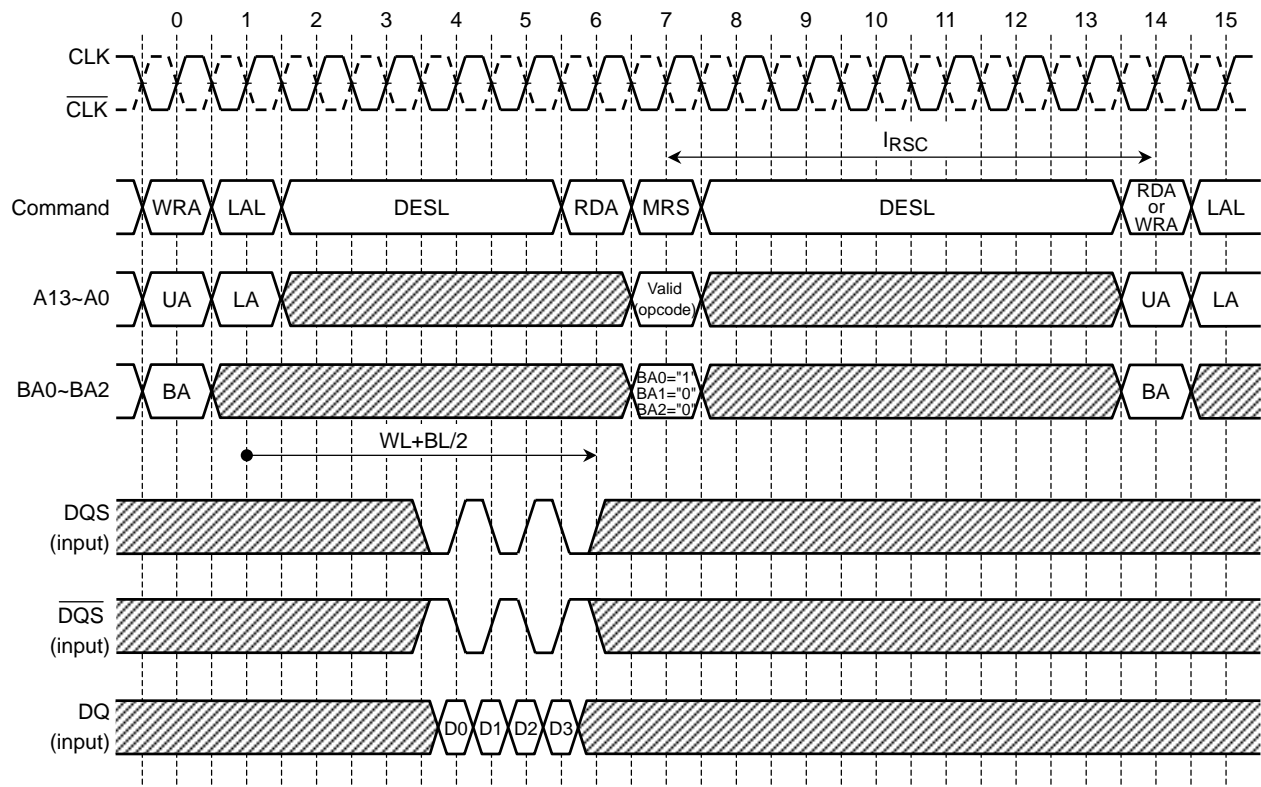 0 1 2 3 4 5 6 7 8 9 10 11 12 13 14 15
CLK
CLK
IRSC
Command WRA LAL DESL RDA MRS DESL RDA or WRA LAL
A13~A0 UA LA Valid (opcode) UA LA
BA0~BA2 BA BA0="1" BA1="0" BA2="0" BA
WL+BL/2
DQS
(input)
DQS
(input)
DQ
(input)
D0 D1 D2 D3